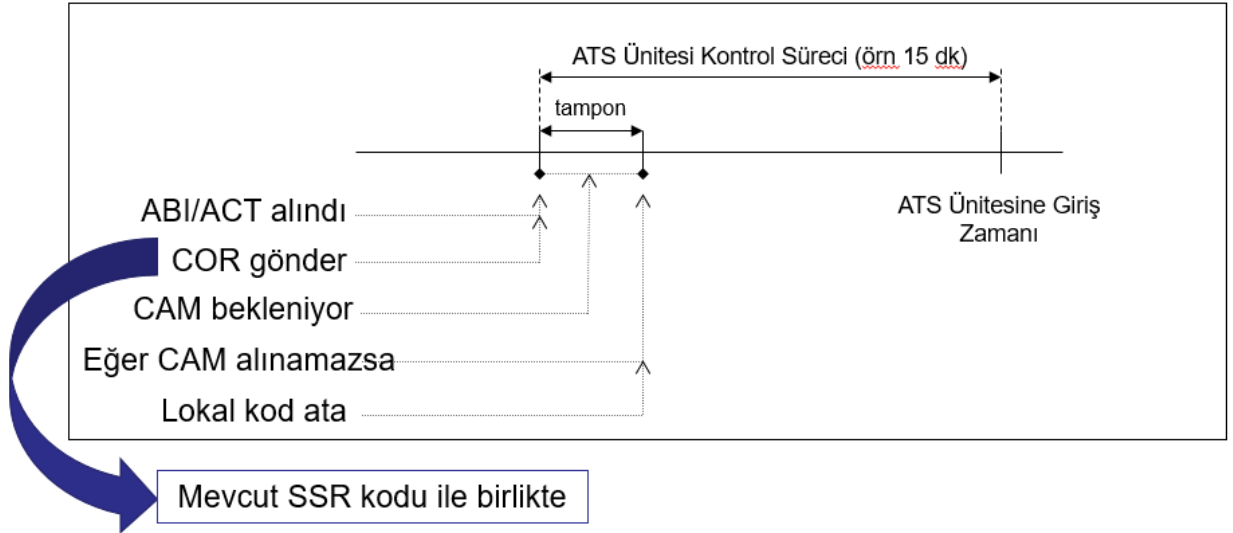 ATS Ünitesi Kontrol Süreci (örn 15 dk)
tampon
ABI/ACT alındı
COR gönder
CAM bekleniyor
Eğer CAM alınamazsa
Lokal kod ata
ATS Ünitesine Giriş
Zamanı
Mevcut SSR kodu ile birlikte